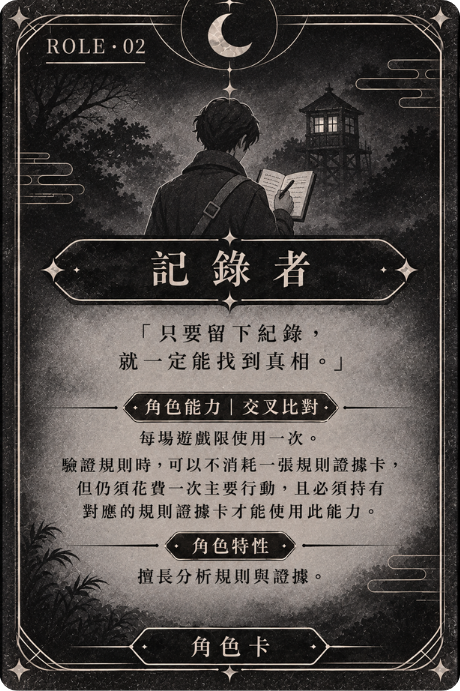 ROLE·02
記錄者
「只要留下紀錄，
就一定能找到真相。」
角色能力｜交叉比對
每場遊戲限使用一次。
驗證規則時，可以不消耗一張規則證據卡，
但仍須花費一次主要行動，且必須持有
對應的規則證據卡才能使用此能力。
角色特性
擅長分析規則與證據。
角色卡